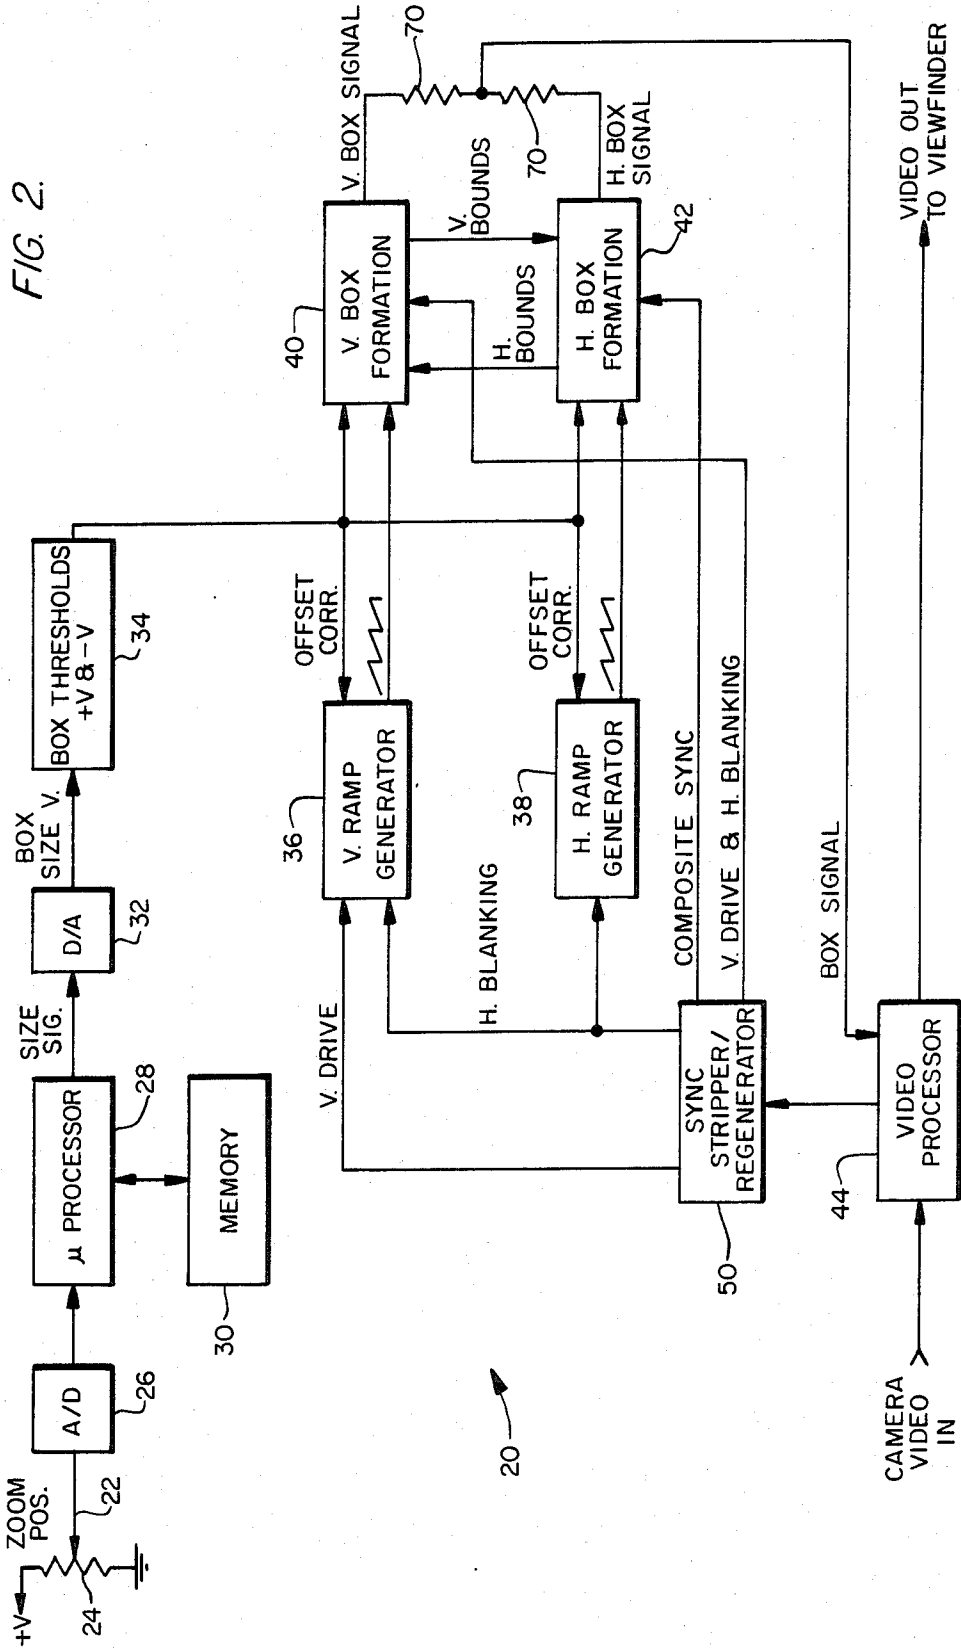 FIG. 2.
ZOOM
POS.
+V
24
22
A/D
26
μ PROCESSOR
28
MEMORY
30
SIZE
SIG.
D/A
32
BOX
SIZE V.
BOX THRESHOLDS
+V & -V
34
V. DRIVE
H. BLANKING
36
V. RAMP
GENERATOR
OFFSET
CORR.
40
V. BOX
FORMATION
V. BOX SIGNAL
70
38
H. RAMP
GENERATOR
OFFSET
CORR.
H.
BOUNDS
V.
BOUNDS
H. BOX
FORMATION
42
H. BOX
SIGNAL
70
20
50
SYNC
STRIPPER/
REGENERATOR
COMPOSITE SYNC
V. DRIVE & H. BLANKING
BOX SIGNAL
44
VIDEO
PROCESSOR
CAMERA
VIDEO
IN
VIDEO OUT
TO VIEWFINDER